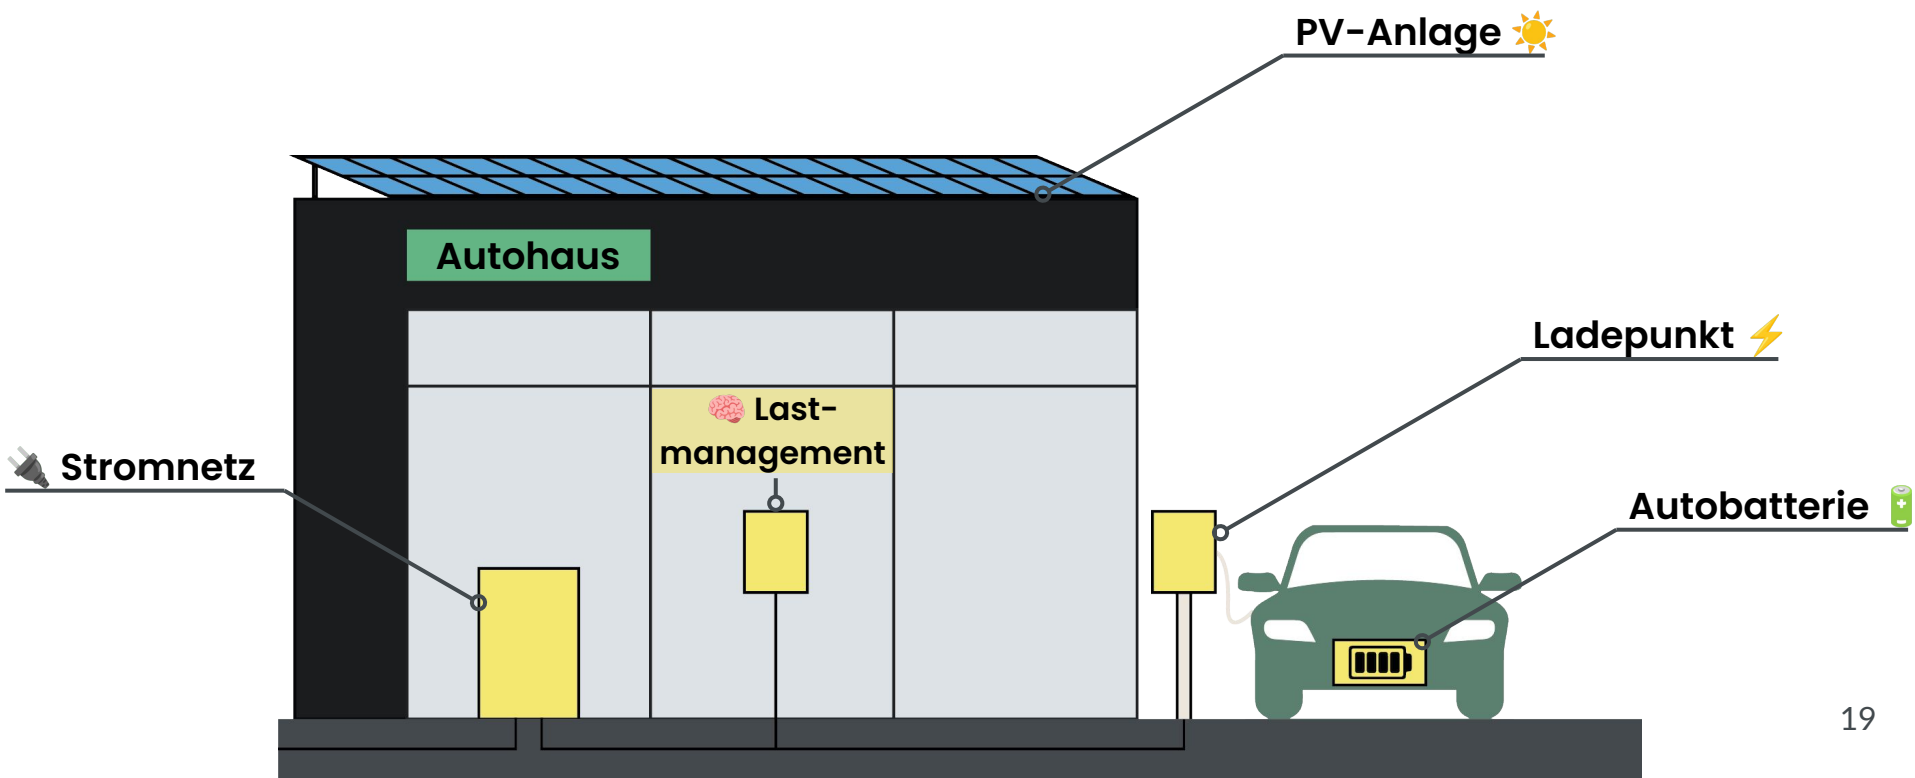 PV-Anlage ☀️
Autohaus
Ladepunkt ⚡
🧠 Last-
management
🔌 Stromnetz
Autobatterie 🔋
19